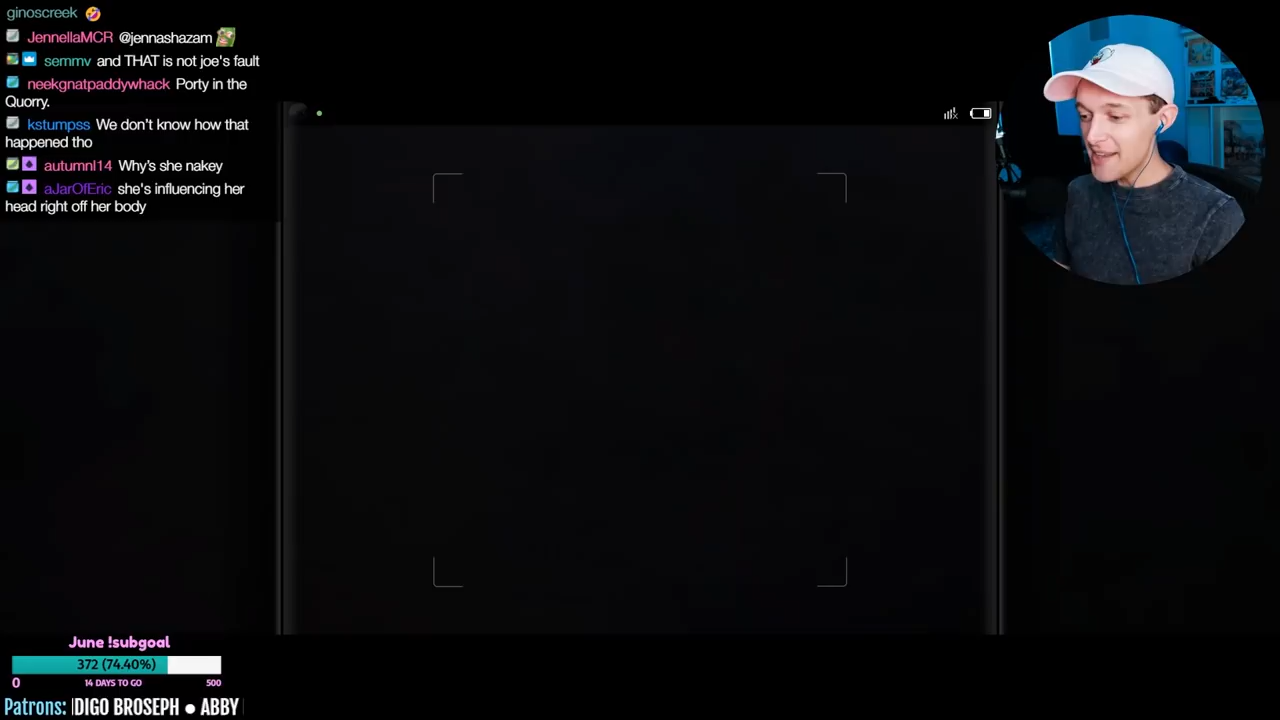 ginoscreek
JennellaMCR @jennashazam
semmv and THAT is not joe's fault
neekgnatpaddywhack Porty in the
Quorry.
kstumpss We don't know how that
happened tho
autumnl14 Why's she nakey
aJarOfEric she's influencing her
head right off her body
June !subgoal
372 (74.40%)
0 14 DAYS TO GO 500
Patrons: DIGO BROSEPH ● ABBY